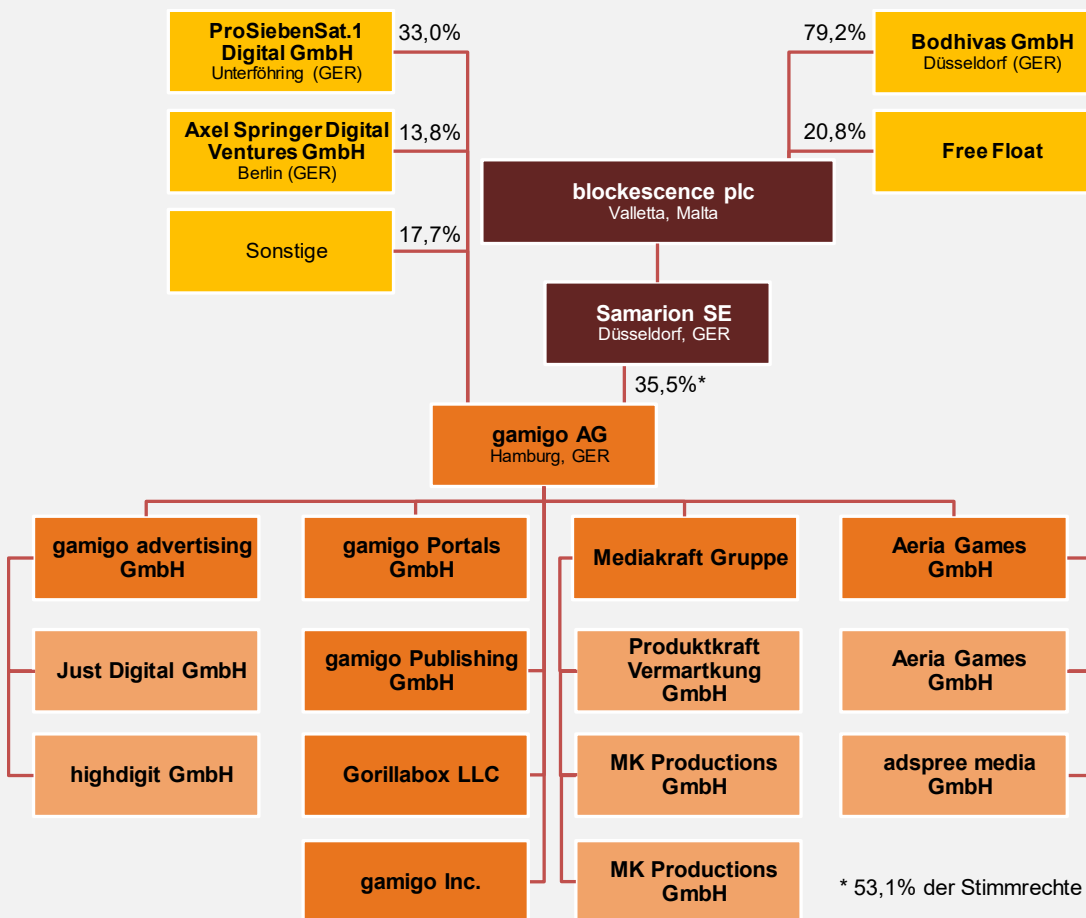 ProSiebenSat.1
Digital GmbH
Unterföhring (GER)
33,0%
79,2%
Bodhivas GmbH
Düsseldorf (GER)
Axel Springer Digital
Ventures GmbH
Berlin (GER)
13,8%
20,8%
Free Float
blockescence plc
Valletta, Malta
Sonstige
17,7%
Samarion SE
Düsseldorf, GER
35,5%*
gamigo AG
Hamburg, GER
gamigo advertising
GmbH
gamigo Portals
GmbH
Mediakraft Gruppe
Aeria Games
GmbH
Just Digital GmbH
gamigo Publishing
GmbH
Produktkraft
Vermartkung
GmbH
Aeria Games
GmbH
highdigit GmbH
Gorillabox LLC
MK Productions
GmbH
adspree media
GmbH
gamigo Inc.
MK Productions
GmbH
* 53,1% der Stimmrechte